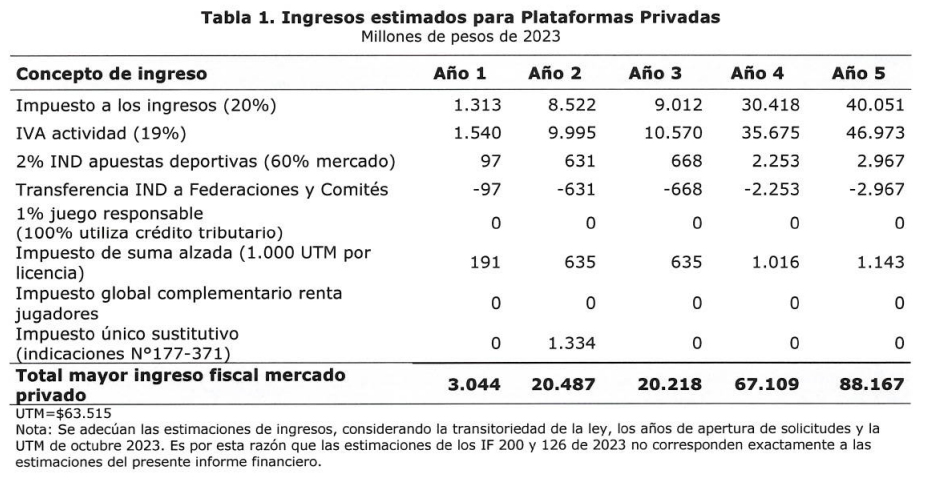 Tabla 1. Ingresos estimados para Plataformas Privadas
Millones de pesos de 2023
Concepto de ingreso Año 1 Año 2 Año 3 Año 4 Año 5
Impuesto a los ingresos (20%) 1.313 8.522 9.012 30.418 40.051
IVA actividad (19%) 1.540 9.995 10.570 35.675 46.973
2% IND apuestas deportivas (60% mercado) 97 631 668 2.253 2.967
Transferencia IND a Federaciones y Comités -97 -631 -668 -2.253 -2.967
1% juego responsable
(100% utiliza crédito tributario) 0 0 0 0 0
Impuesto de suma alzada (1.000 UTM por
licencia) 191 635 635 1.016 1.143
Impuesto global complementario renta
jugadores 0 0 0 0 0
Impuesto único sustitutivo
(indicaciones N°177-371) 0 1.334 0 0 0
Total mayor ingreso fiscal mercado
privado 3.044 20.487 20.218 67.109 88.167
UTM=$63.515
Nota: Se adecúan las estimaciones de ingresos, considerando la transitoriedad de la ley, los años de apertura de solicitudes y la
UTM de octubre 2023. Es por esta razón que las estimaciones de los IF 200 y 126 de 2023 no corresponden exactamente a las
estimaciones del presente informe financiero.